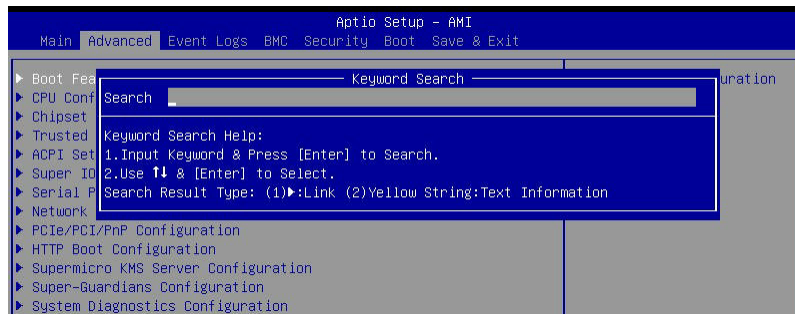 Aptio Setup – AMI
Main Advanced Event Logs BMC Security Boot Save & Exit
Boot Fea
Keyword Search
uration
CPU Conf
Search
Chipset
Trusted
Keyword Search Help:
ACPI Set
1.Input Keyword & Press [Enter] to Search.
Super IO
2.Use ↑↓ & [Enter] to Select.
Serial P
Search Result Type: (1)►:Link (2)Yellow String:Text Information
Network
PCIe/PCI/PnP Configuration
HTTP Boot Configuration
Supermicro KMS Server Configuration
Super-Guardians Configuration
System Diagnostics Configuration